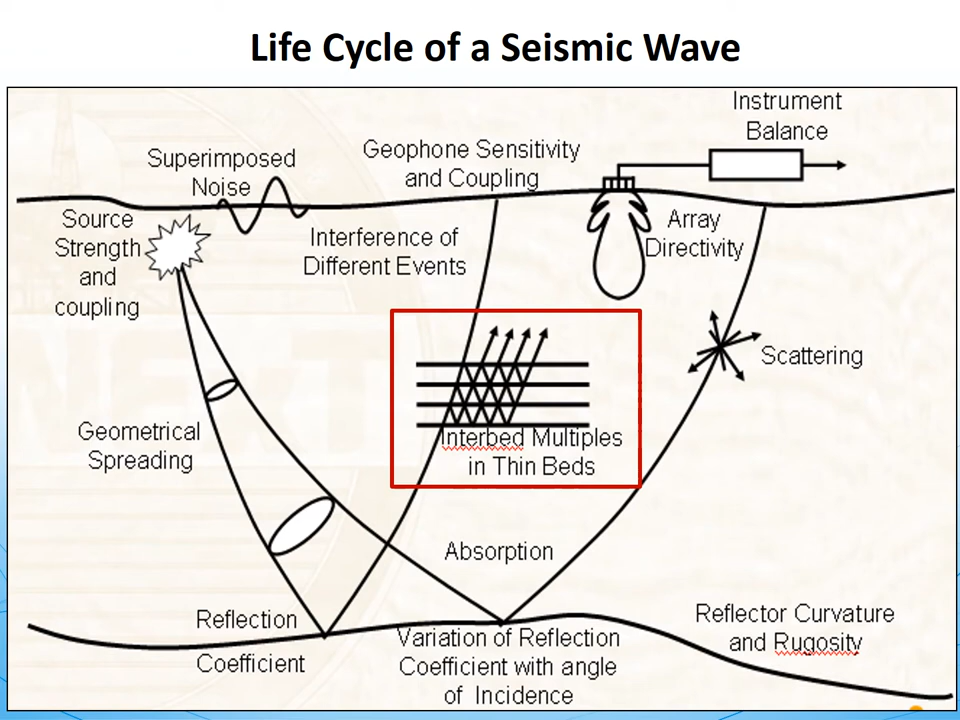 Life Cycle of a Seismic Wave
Instrument
Balance
Superimposed
Noise
Geophone Sensitivity
and Coupling
Source
Strength
and
coupling
Interference of
Different Events
Array
Directivity
Scattering
Geometrical
Spreading
Interbed Multiples
in Thin Beds
Absorption
Reflection
Coefficient
Variation of Reflection
Coefficient with angle
of Incidence
Reflector Curvature
and Rugosity
NEXT